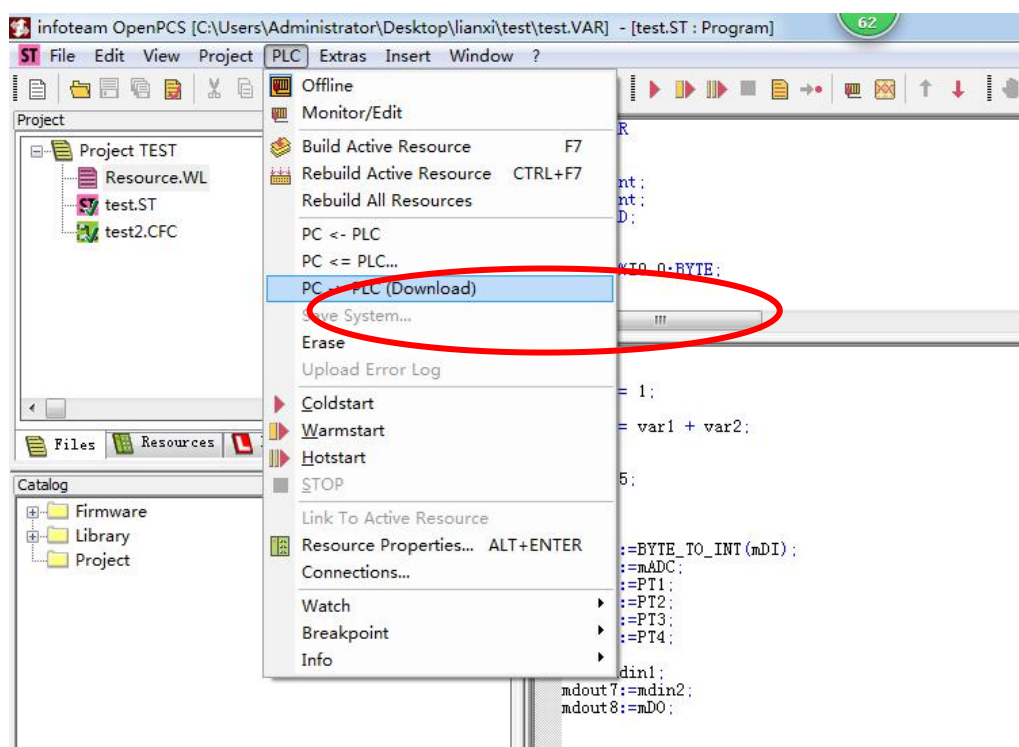 infoteam OpenPCS [C:\Users\Administrator\Desktop\lianxi\test\test.VAR] - [test.ST : Program]
62
ST File Edit View Project PLC Extras Insert Window ?
Project
Project TEST
Resource.WL
ST test.ST
test2.CFC
Files Resources L
Catalog
Firmware
Library
Project
Offline
Monitor/Edit
Build Active Resource F7
Rebuild Active Resource CTRL+F7
Rebuild All Resources
PC <- PLC
PC <= PLC...
PC -> PLC (Download)
Save System...
Erase
Upload Error Log
Coldstart
Warmstart
Hotstart
STOP
Link To Active Resource
Resource Properties... ALT+ENTER
Connections...
Watch
Breakpoint
Info
R
nt;
nt;
D;
%I0.0:BYTE;
= 1;
= var1 + var2;
5;
:=BYTE_TO_INT(mDI);
:=mADC;
:=PT1;
:=PT2;
:=PT3;
:=PT4;
din1;
mdout7:=mdin2;
mdout8:=mDO;